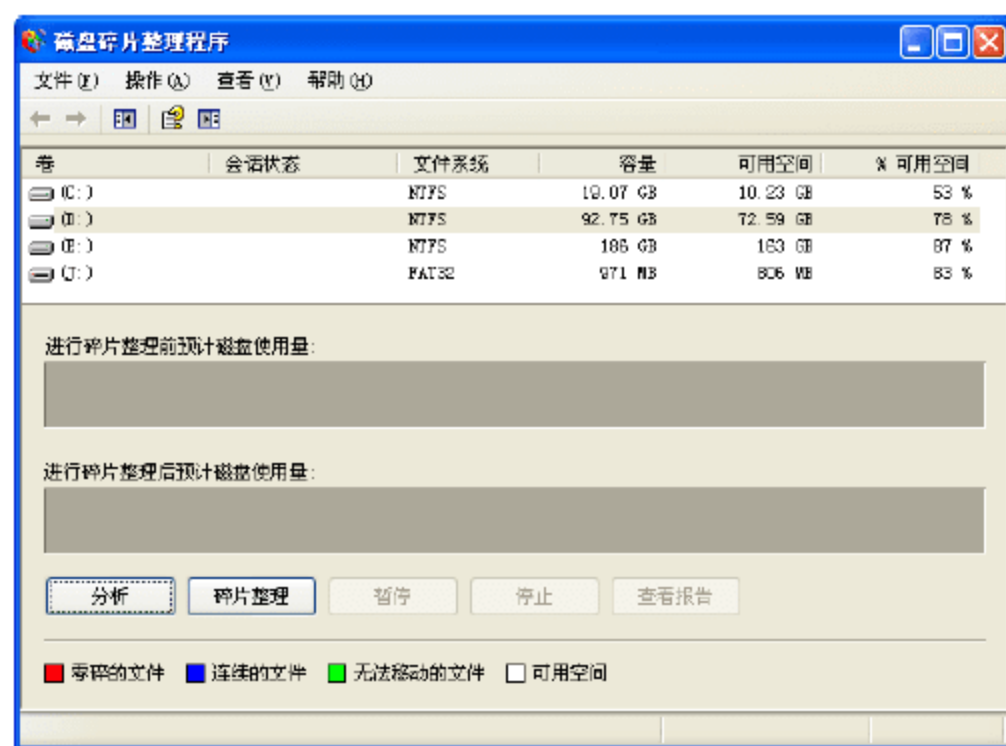 磁盘碎片整理程序
文件(F) 操作(A) 查看(V) 帮助(H)
卷 会话状态 文件系统 容量 可用空间 % 可用空间
(C:) NTFS 19.07 GB 10.23 GB 53 %
(D:) NTFS 92.75 GB 72.59 GB 78 %
(E:) NTFS 186 GB 163 GB 87 %
(J:) FAT32 971 MB 806 MB 83 %
进行碎片整理前预计磁盘使用量:
进行碎片整理后预计磁盘使用量:
分析 碎片整理 暂停 停止 查看报告
零碎的文件 连续的文件 无法移动的文件 可用空间